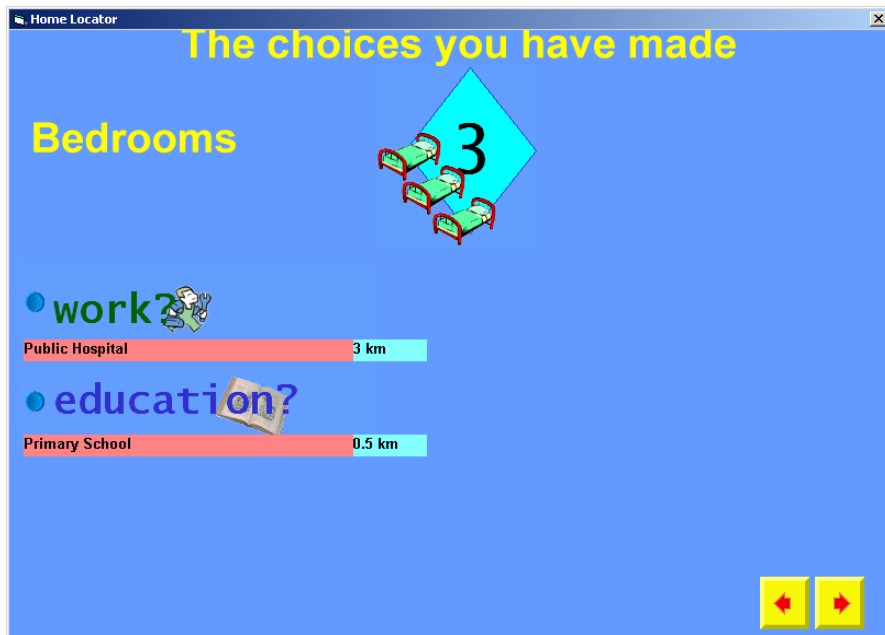 Home Locator
The choices you have made
Bedrooms
3
work?
Public Hospital 3 km
education?
Primary School 0.5 km